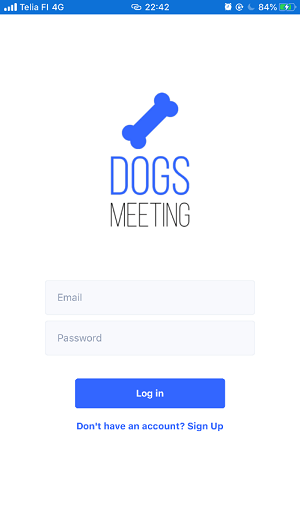 Telia FI 4G 22:42 84%
DOGS
MEETING
Email
Password
Log in
Don't have an account? Sign Up